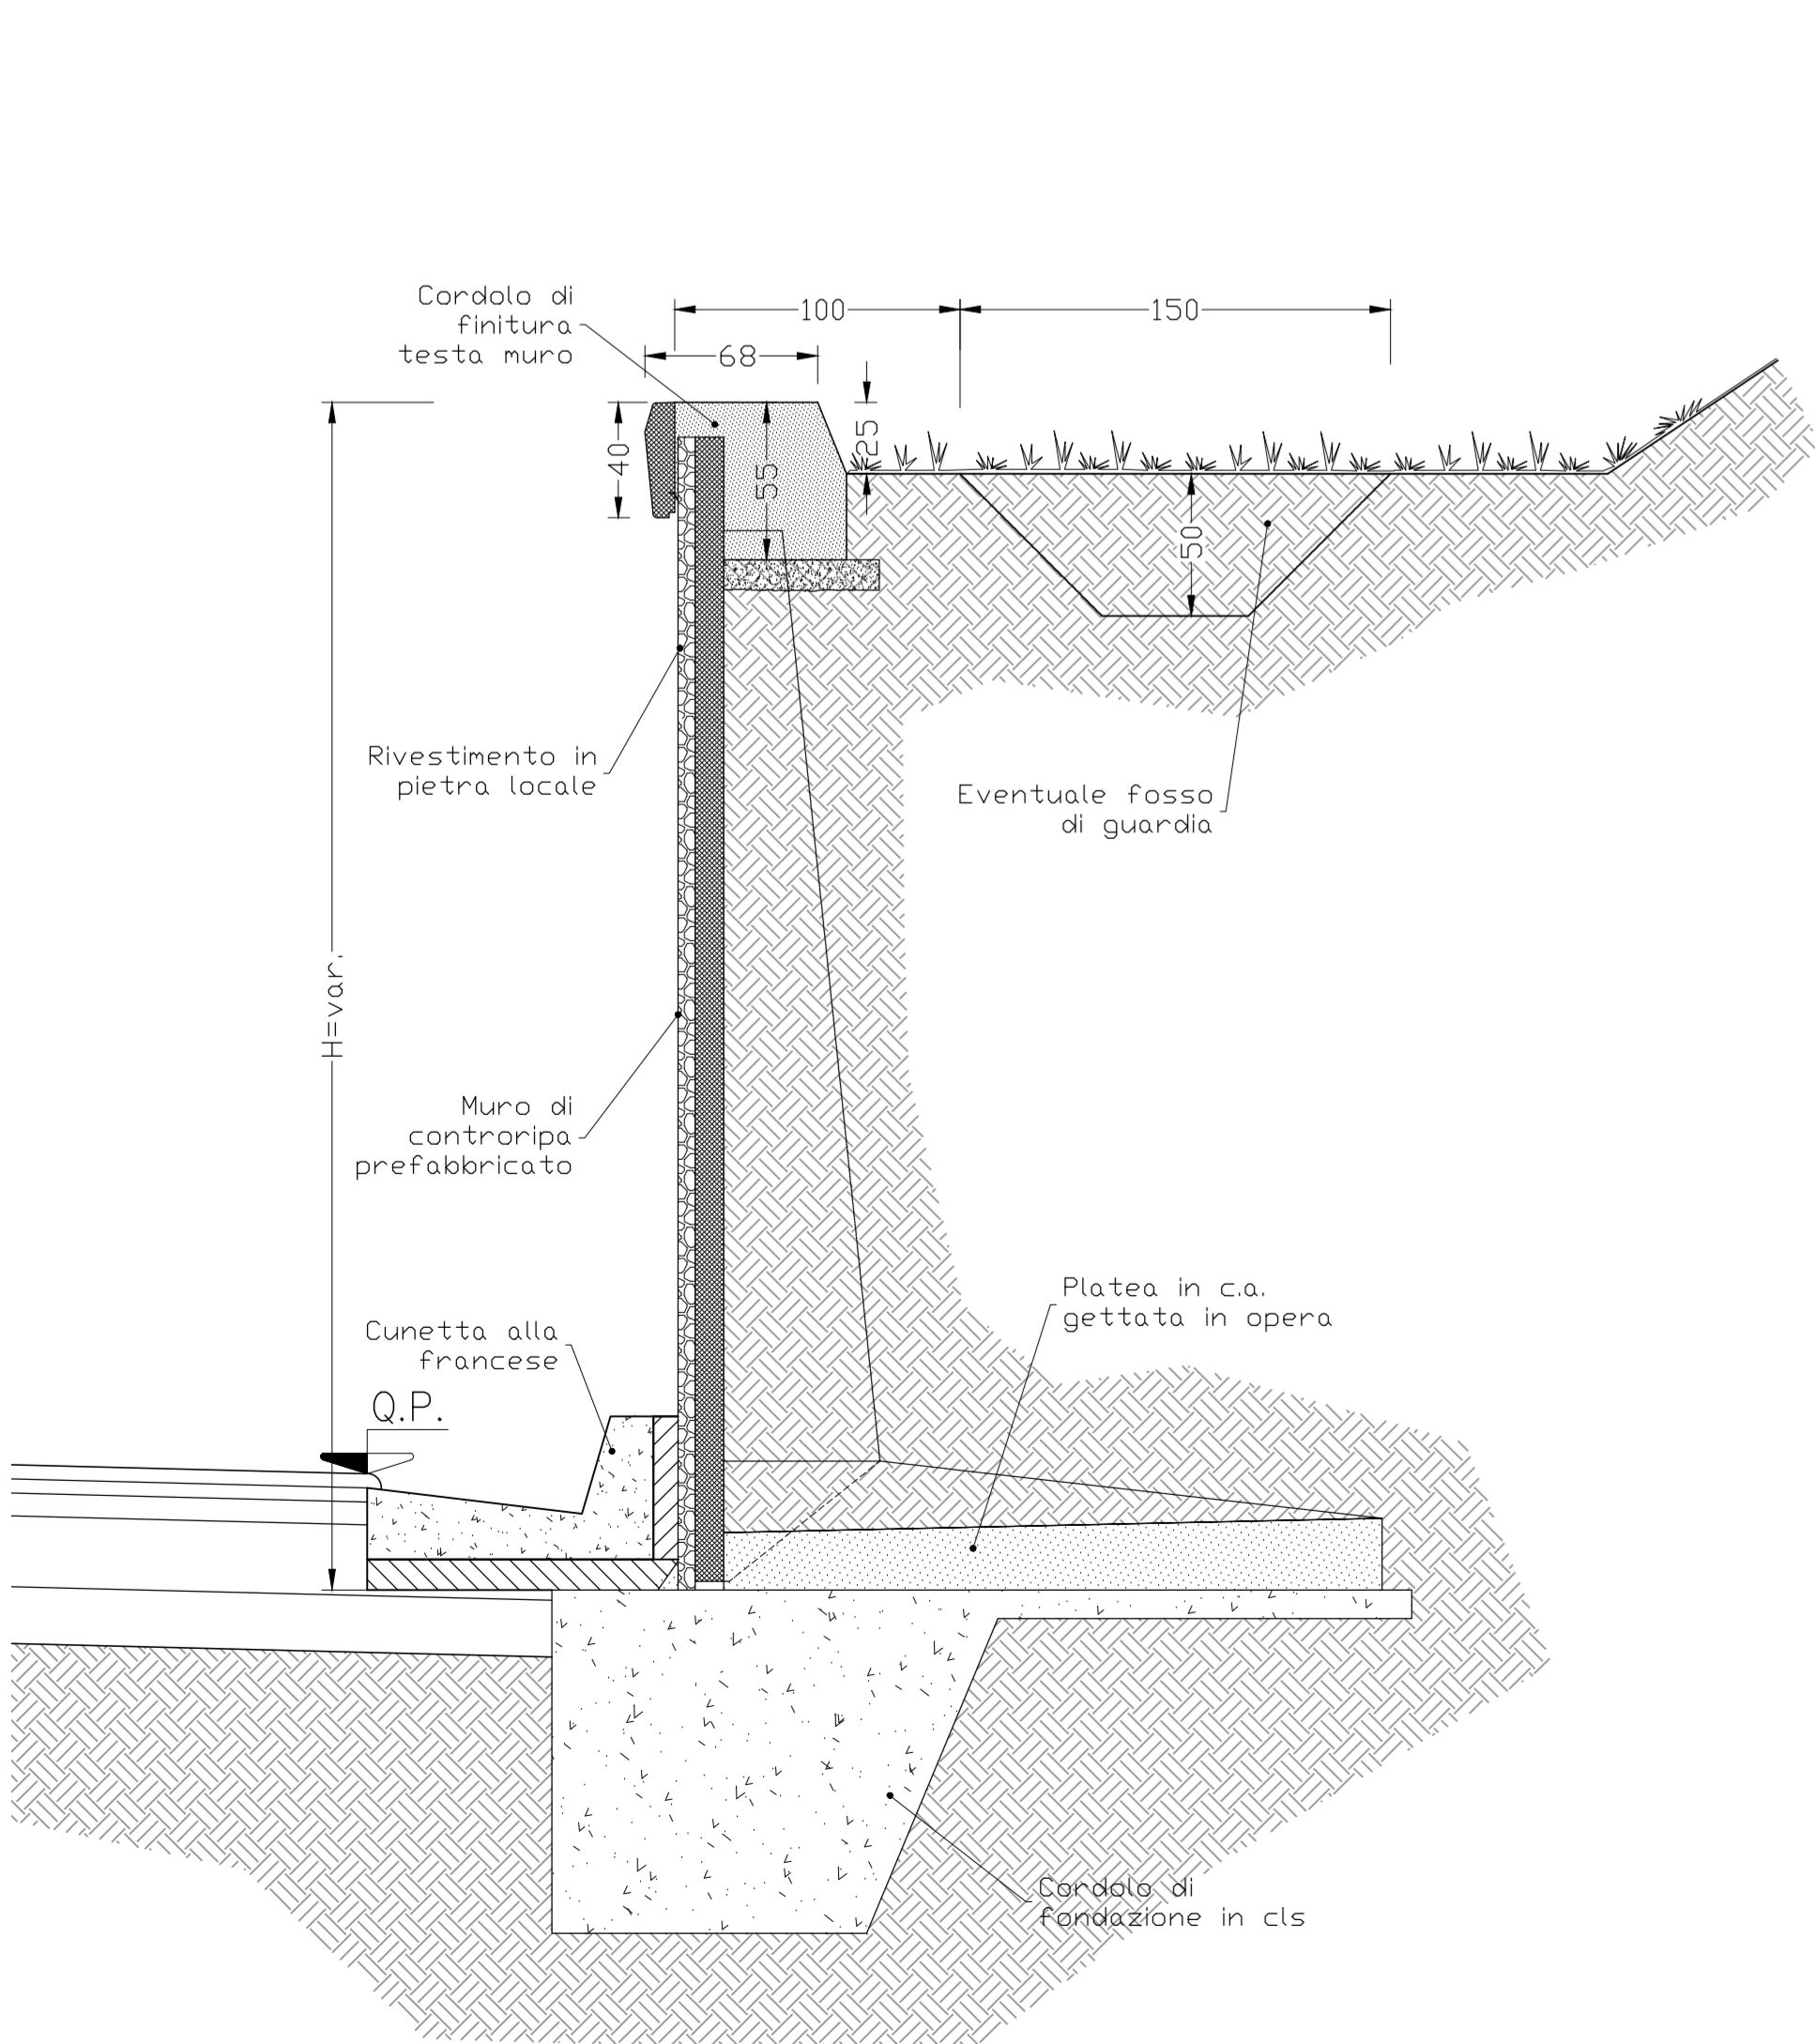 Cordolo di
finitura
testa muro
100
150
68
40
55
25
50
Rivestimento in
pietra locale
Eventuale fosso
di guardia
H=var.
Muro di
controripa
prefabbricato
Platea in c.a.
gettata in opera
Cunetta alla
francese
Q.P.
Cordolo di
fondazione in cls